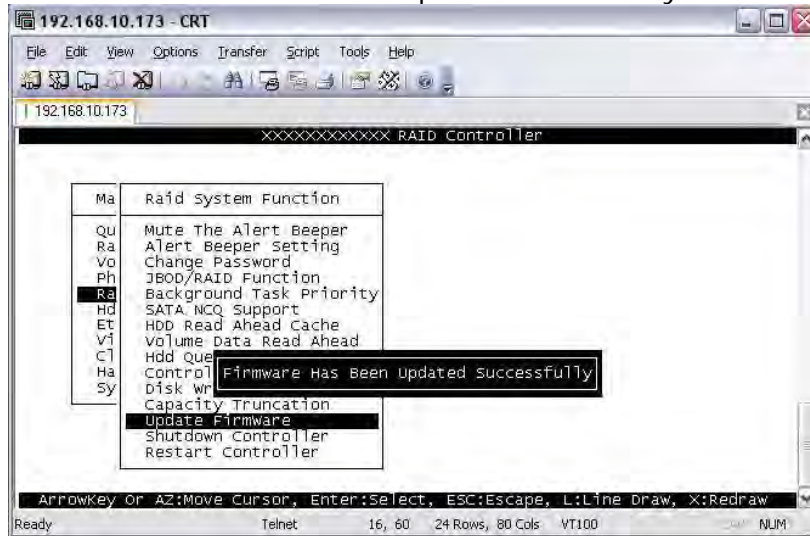 192.168.10.173 - CRT
File Edit View Options Transfer Script Tools Help
192.168.10.173
XXXXXXXXXXXX RAID Controller
Ma
Raid System Function
Qu
Mute The Alert Beeper
Ra
Alert Beeper Setting
Vo
Change Password
Ph
JBOD/RAID Function
Ra
Background Task Priority
Hd
SATA NCQ Support
Et
HDD Read Ahead Cache
Vi
Volume Data Read Ahead
Cl
Hdd Que
Ha
Control
Firmware Has Been Updated Successfully
Sy
Disk Wr
Capacity Truncation
Update Firmware
Shutdown Controller
Restart Controller
ArrowKey Or AZ:Move Cursor, Enter:Select, ESC:Escape, L:Line Draw, X:Redraw
Ready Telnet 16, 60 24 Rows, 80 Cols VT100 NUM